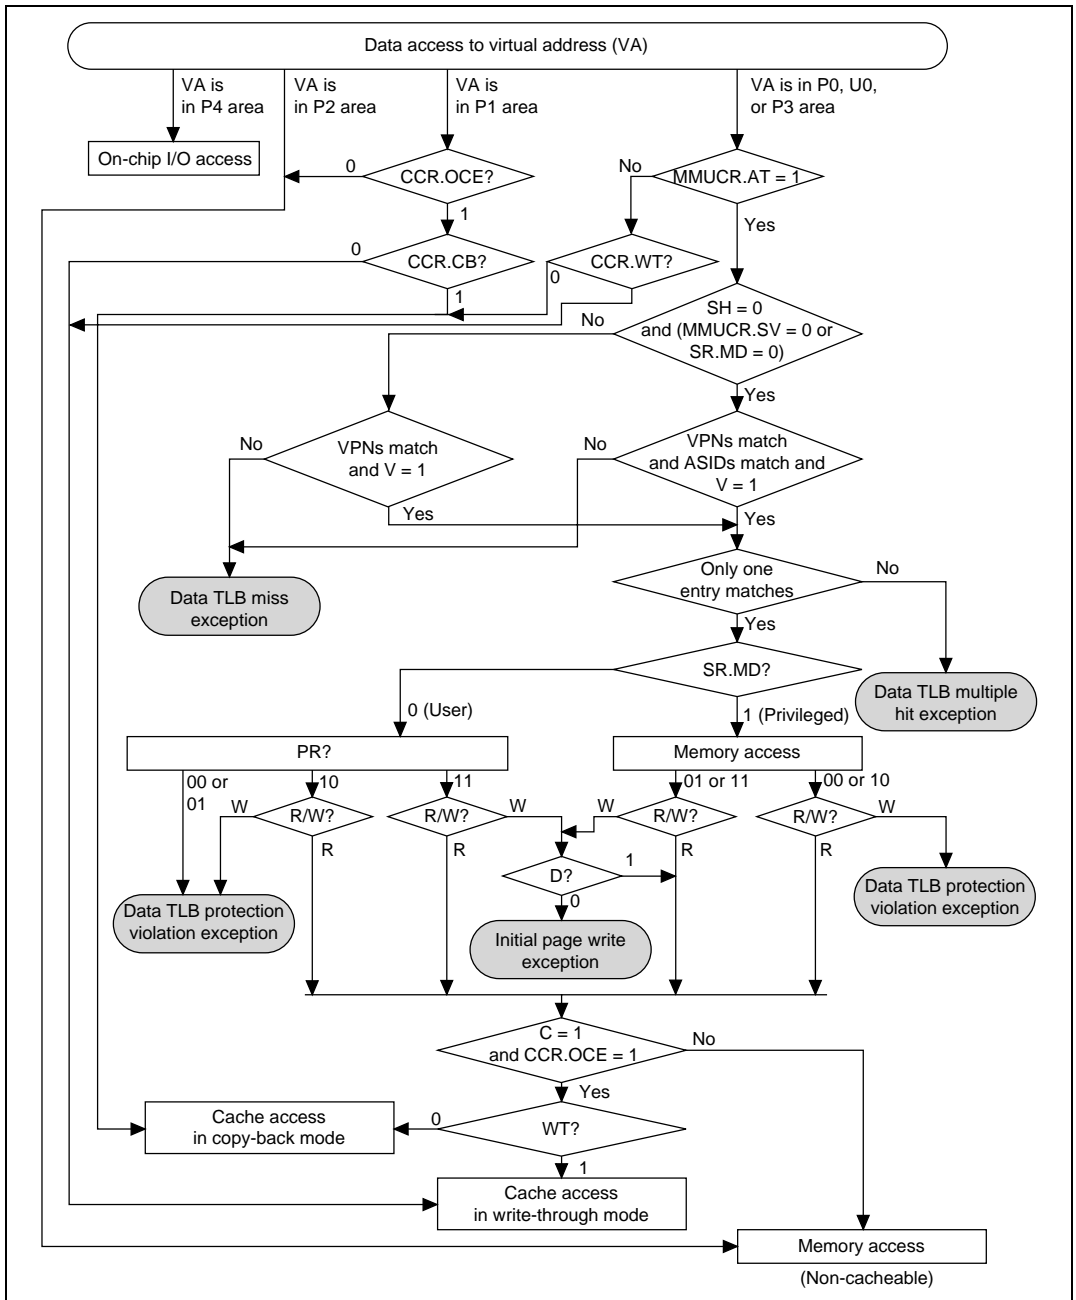 Data access to virtual address (VA)
VA is
in P4 area
VA is
in P2 area
VA is
in P1 area
VA is in P0, U0,
or P3 area
On-chip I/O access
0
CCR.OCE?
No
MMUCR.AT = 1
1
Yes
0
CCR.CB?
CCR.WT?
0
1
SH = 0
and (MMUCR.SV = 0 or
SR.MD = 0)
No
Yes
No
VPNs match
and V = 1
No
VPNs match
and ASIDs match and
V = 1
Yes
Yes
Only one
entry matches
No
Data TLB miss
exception
Yes
SR.MD?
Data TLB multiple
hit exception
0 (User)
1 (Privileged)
PR?
Memory access
00 or
01
10
11
01 or 11
00 or 10
W
R/W?
R/W?
W
W
R/W?
R/W?
W
R
R
R
R
D?
1
0
Data TLB protection
violation exception
Initial page write
exception
Data TLB protection
violation exception
C = 1
and CCR.OCE = 1
No
Yes
Cache access
in copy-back mode
0
WT?
1
Cache access
in write-through mode
Memory access
(Non-cacheable)